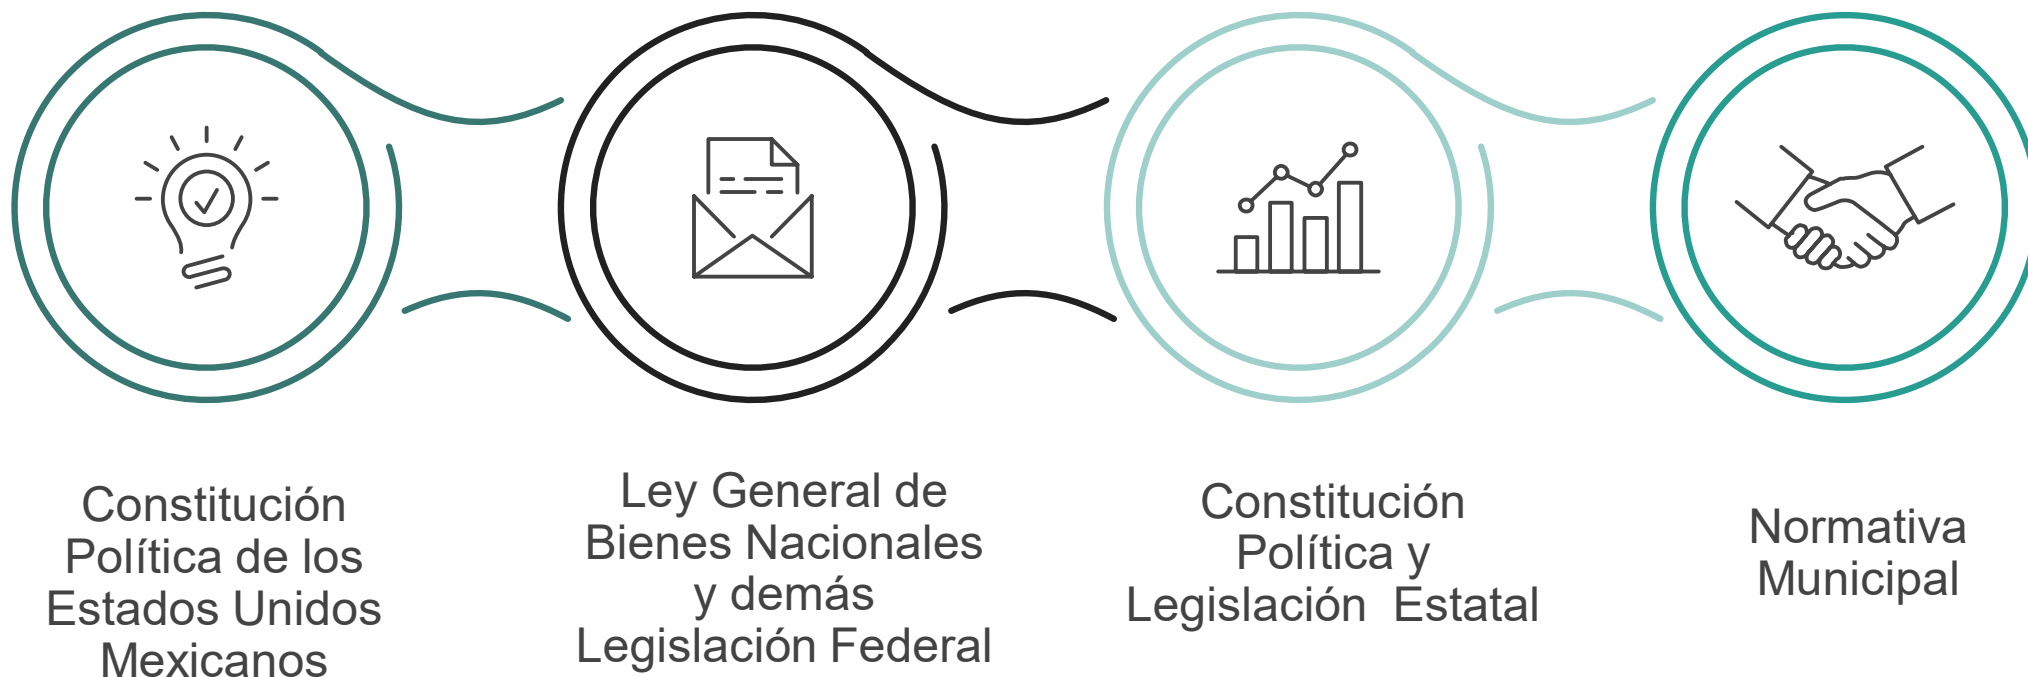 Constitución
Política de los
Estados Unidos
Mexicanos
Ley General de
Bienes Nacionales
y demás
Legislación Federal
Constitución
Política y
Legislación  Estatal
Normativa
Municipal